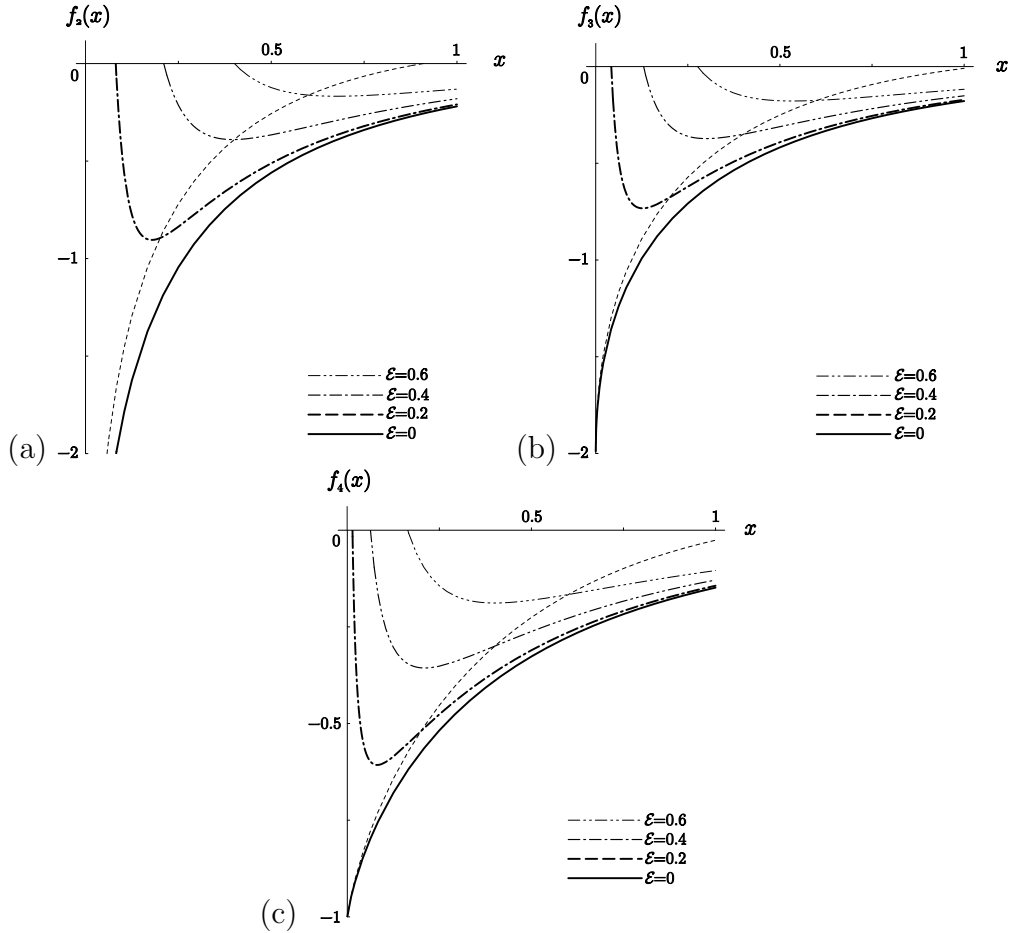 f₂(x)
0.5
1
x
0
−1
−2
ℰ=0.6
ℰ=0.4
ℰ=0.2
ℰ=0
(a)
f₃(x)
0.5
1
x
0
−1
−2
ℰ=0.6
ℰ=0.4
ℰ=0.2
ℰ=0
(b)
f₄(x)
0.5
1
x
0
−0.5
−1
ℰ=0.6
ℰ=0.4
ℰ=0.2
ℰ=0
(c)